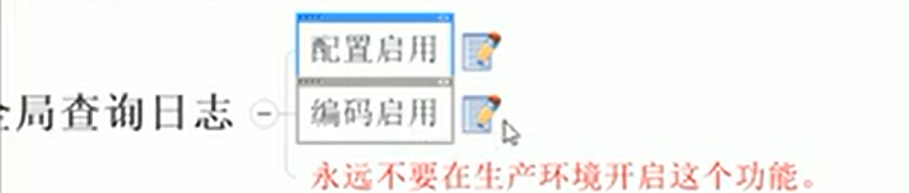 配置启用
全局查询日志
编码启用
永远不要在生产环境开启这个功能。